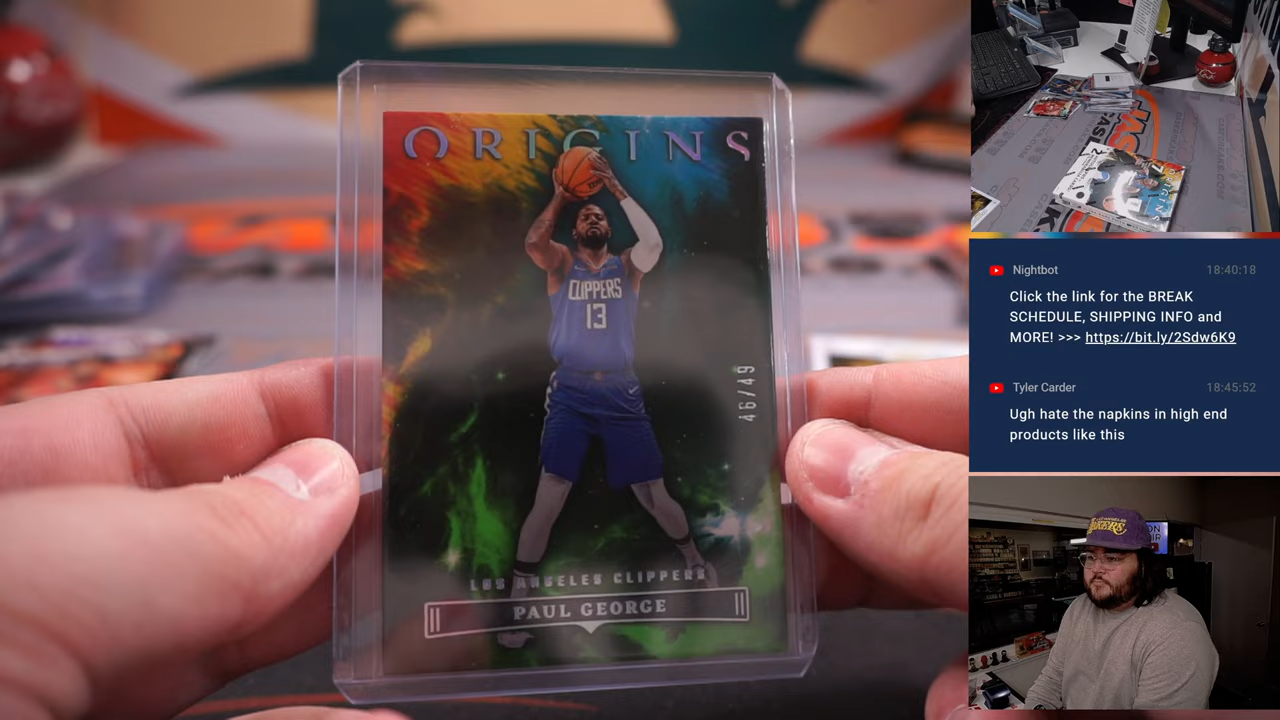 ORIGINS
CLIPPERS
13
46/49
LOS ANGELES CLIPPERS
PAUL GEORGE
Nightbot 18:40:18
Click the link for the BREAK
SCHEDULE, SHIPPING INFO and
MORE! >>> https://bit.ly/2Sdw6K9
Tyler Carder 18:45:52
Ugh hate the napkins in high end
products like this